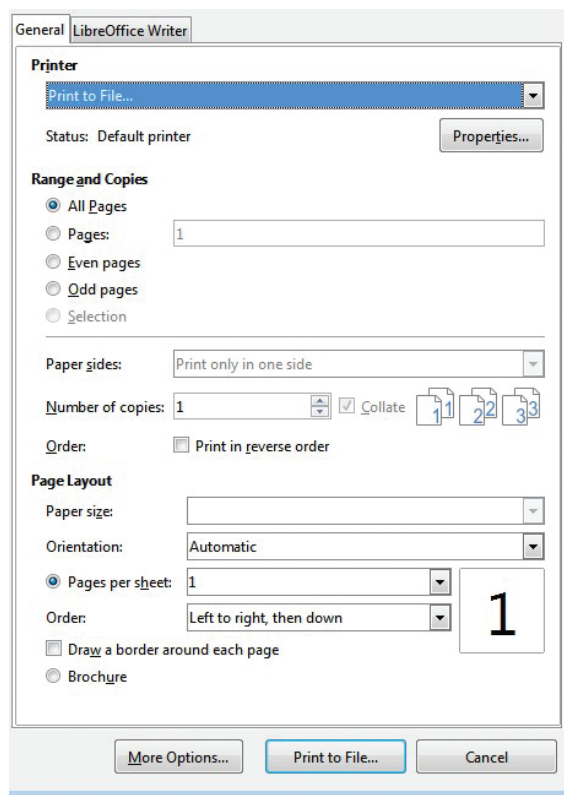 General LibreOffice Writer
Printer
Print to File...
Status: Default printer Properties...
Range and Copies
All Pages
Pages: 1
Even pages
Odd pages
Selection
Paper sides: Print only in one side
Number of copies: 1 Collate 1 1 2 2 3 3
Order: Print in reverse order
Page Layout
Paper size:
Orientation: Automatic
Pages per sheet: 1
1
Order: Left to right, then down
Draw a border around each page
Brochure
More Options... Print to File... Cancel